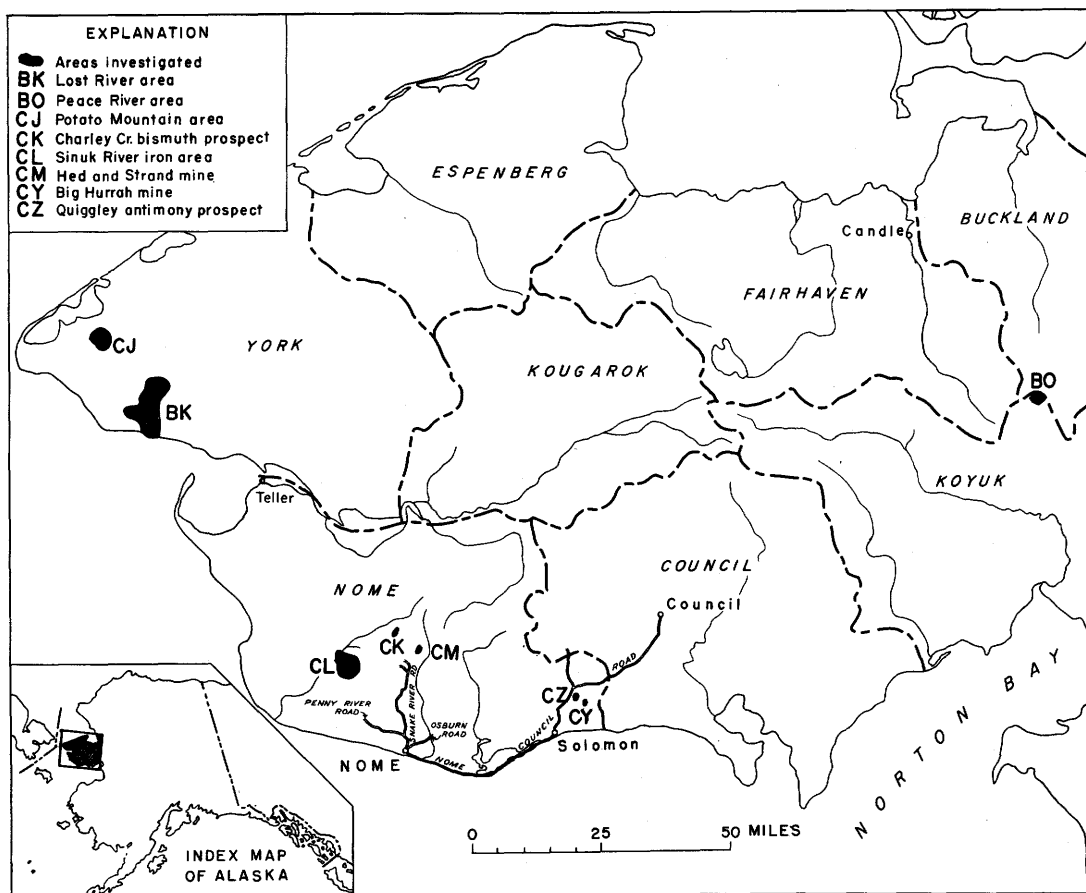 EXPLANATION
Areas investigated
BK Lost River area
BO Peace River area
CJ Potato Mountain area
CK Charley Cr. bismuth prospect
CL Sinuk River iron area
CM Hed and Strand mine
CY Big Hurrah mine
CZ Quiggley antimony prospect
ESPENBERG
BUCKLAND
Candle
FAIRHAVEN
CJ
YORK
KOUGAROK
BO
BK
KOYUK
Teller
NOME
COUNCIL
Council
CK
CM
CL
ROAD
SNAKE RIVER RD
CZ
CY
PENNY RIVER
ROAD
OSBURN
ROAD
COUNCIL
Solomon
NOME
NOME
NORTON BAY
0 25 50 MILES
INDEX MAP
OF ALASKA